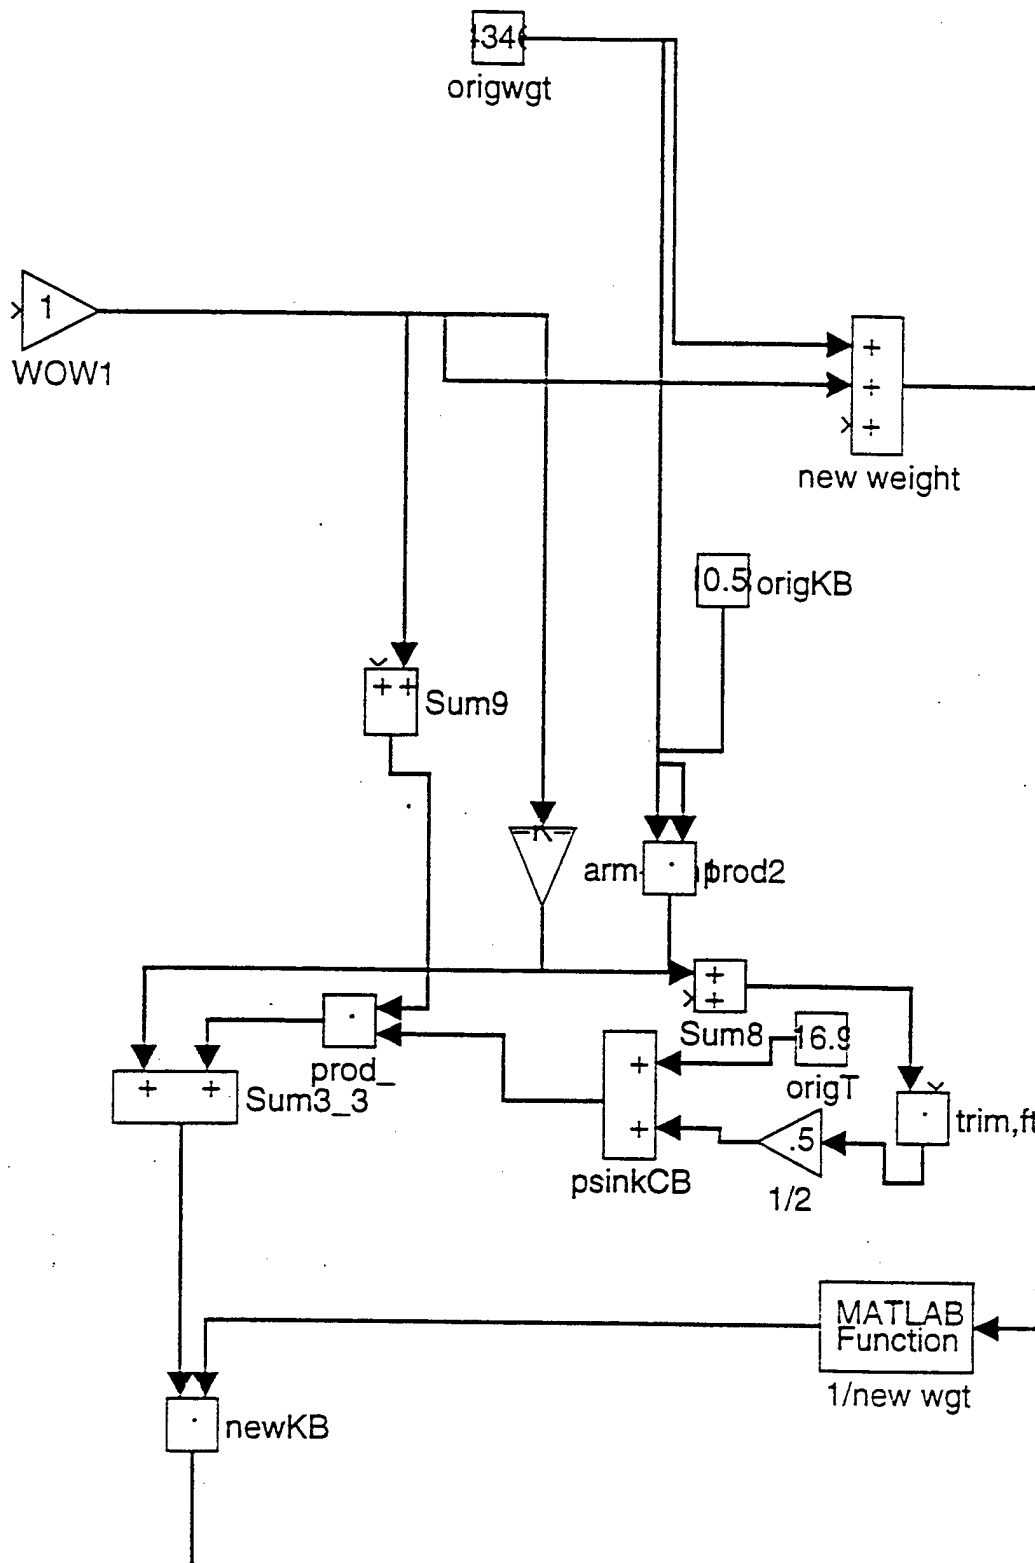 34
origwgt
1
WOW1
+
+
+
new weight
0.5
origKB
+ +
Sum9
-K-
arm
prod2
+
+
Sum8
16.9
origT
prod_
+ +
Sum3_3
+
+
psinkCB
.5
1/2
trim,ft
MATLAB
Function
1/new wgt
newKB